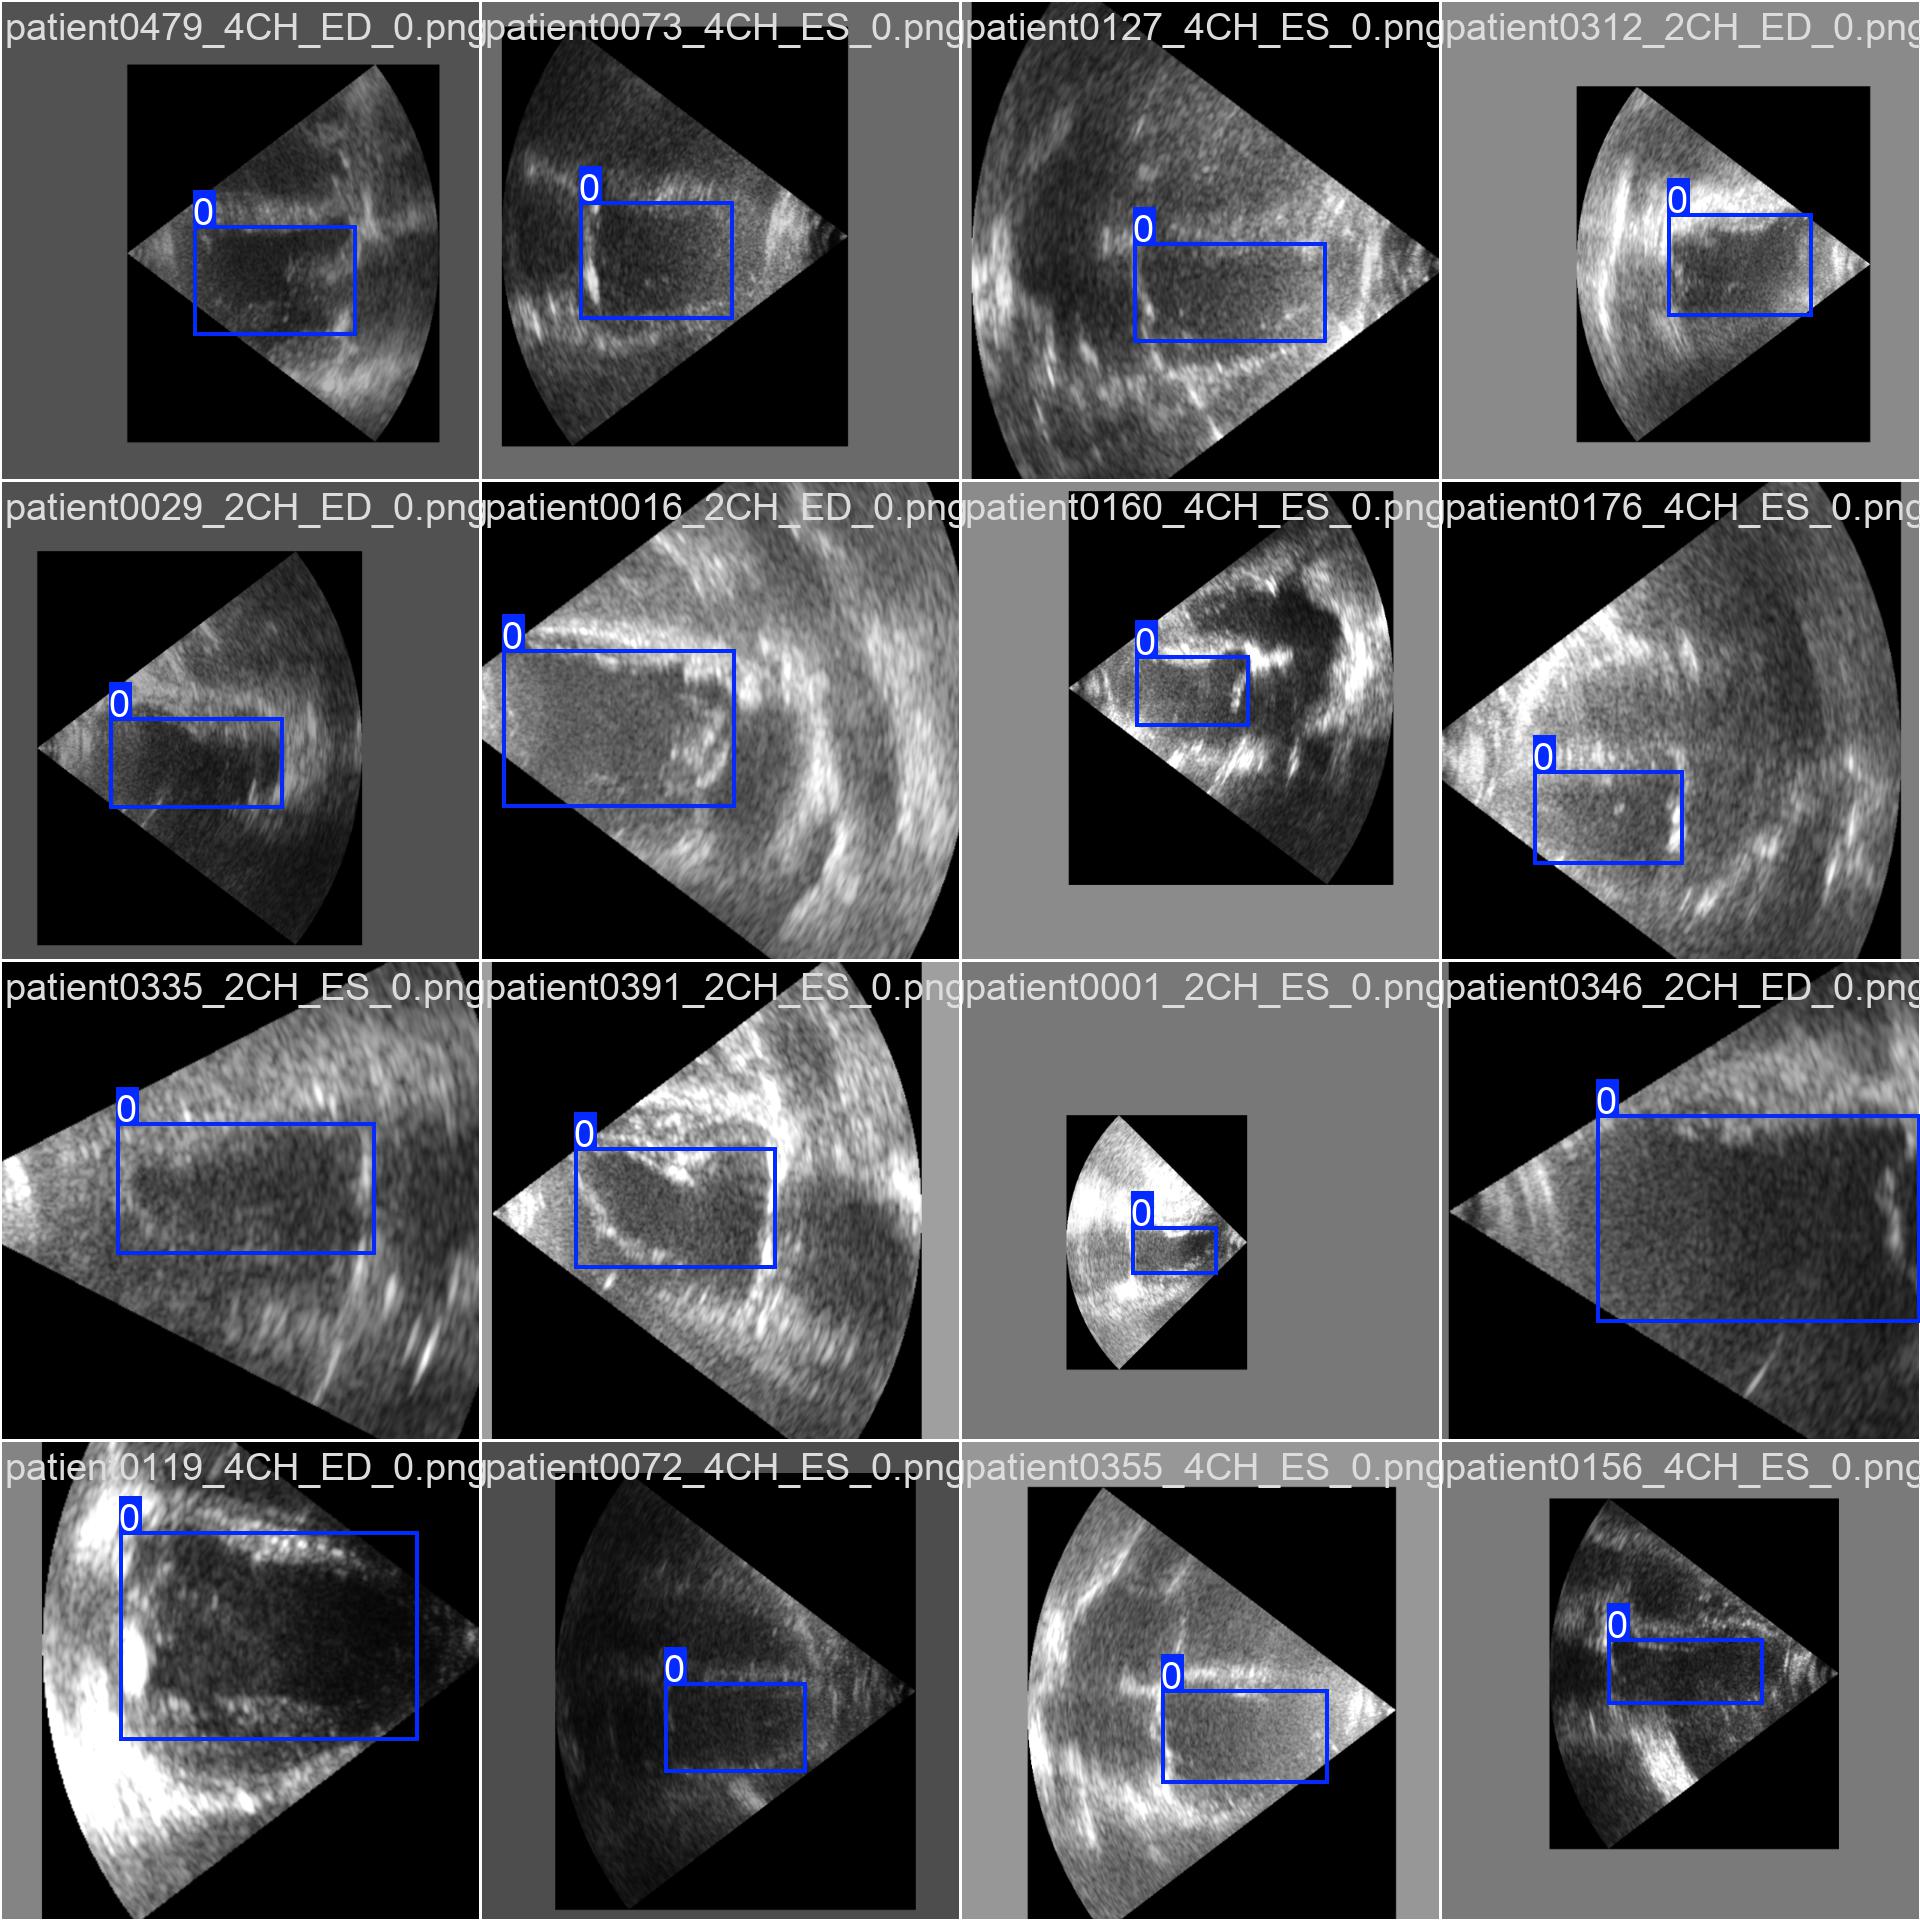 patient0479_4CH_ED_0.png
patient0073_4CH_ES_0.png
patient0127_4CH_ES_0.png
patient0312_2CH_ED_0.png
0
0
0
0
patient0029_2CH_ED_0.png
patient0016_2CH_ED_0.png
patient0160_4CH_ES_0.png
patient0176_4CH_ES_0.png
0
0
0
0
patient0335_2CH_ES_0.png
patient0391_2CH_ES_0.png
patient0001_2CH_ES_0.png
patient0346_2CH_ED_0.png
0
0
0
0
patient0119_4CH_ED_0.png
patient0072_4CH_ES_0.png
patient0355_4CH_ES_0.png
patient0156_4CH_ES_0.png
0
0
0
0